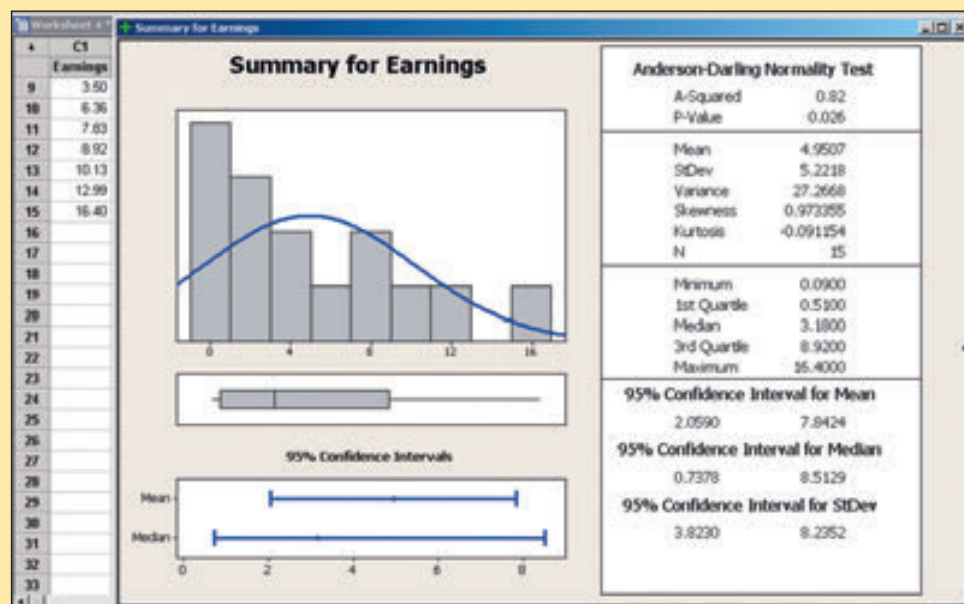 Worksheet
Summary for Earnings
C1
Earnings
9 3.50
10 6.36
11 7.83
12 8.92
13 10.13
14 12.99
15 16.40
16
17
18
19
20
21
22
23
24
25
26
27
28
29
30
31
32
33
Summary for Earnings
0 4 8 12 16
95% Confidence Intervals
Mean
Median
0 2 4 6 8
Anderson-Darling Normality Test
A-Squared 0.82
P-Value 0.026
Mean 4.9507
StDev 5.2218
Variance 27.2668
Skewness 0.973355
Kurtosis -0.091154
N 15
Minimum 0.0900
1st Quartile 0.5100
Median 3.1800
3rd Quartile 8.9200
Maximum 16.4000
95% Confidence Interval for Mean
2.0590 7.8424
95% Confidence Interval for Median
0.7378 8.5129
95% Confidence Interval for StDev
3.8230 8.2352